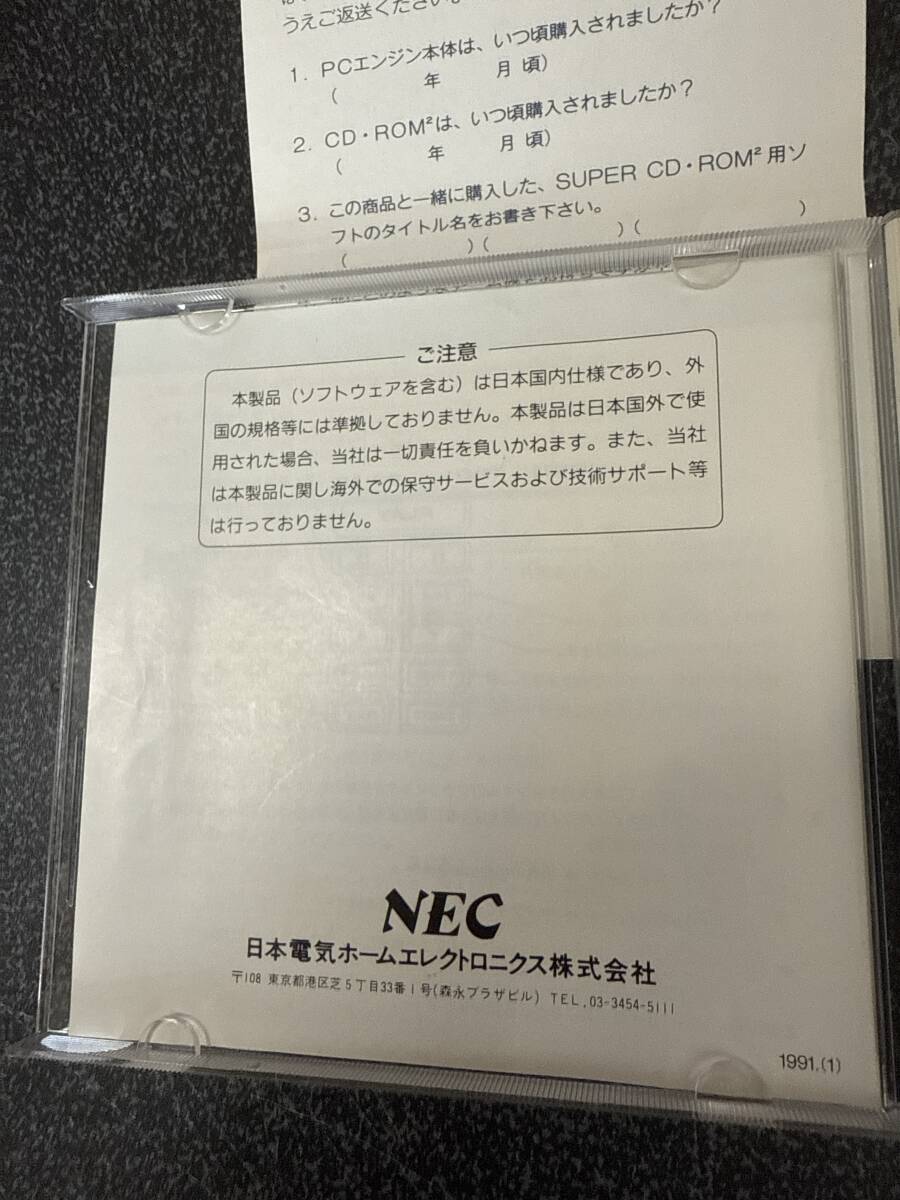 うえご返送ください。
1. PCエンジン本体は、いつ頃購入されましたか？
( 年 月頃)
2. CD・ROM²は、いつ頃購入されましたか？
( 年 月頃)
3. この商品と一緒に購入した、SUPER CD・ROM²用ソ
フトのタイトル名をお書き下さい。
( )( )( )
ご注意
本製品（ソフトウェアを含む）は日本国内仕様であり、外
国の規格等には準拠しておりません。本製品は日本国外で使
用された場合、当社は一切責任を負いかねます。また、当社
は本製品に関し海外での保守サービスおよび技術サポート等
は行っておりません。
NEC
日本電気ホームエレクトロニクス株式会社
〒108 東京都港区芝5丁目33番1号(森永プラザビル) TEL.03-3454-5111
1991.(1)